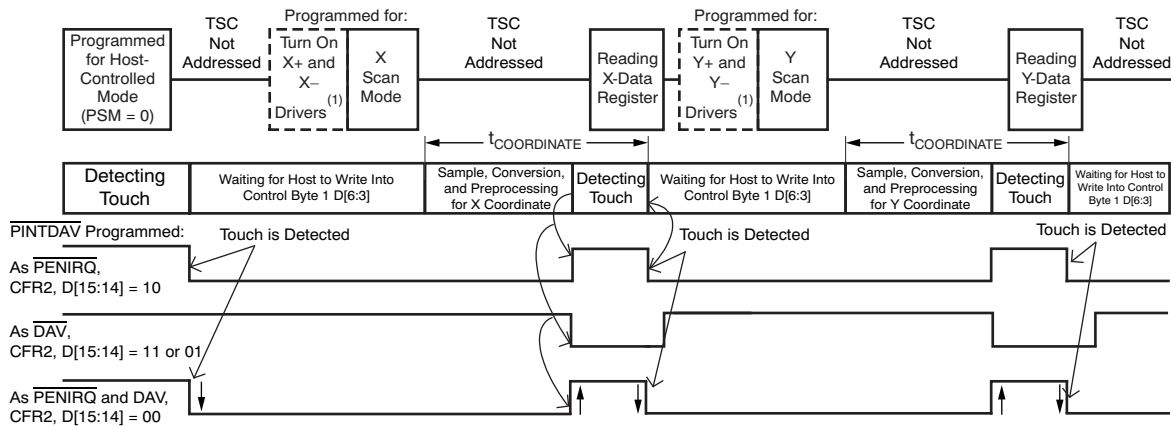 Programmed for:
Programmed for:
TSC
Not
Addressed
TSC
Not
Addressed
TSC
Not
Addressed
TSC
Not
Addressed
Programmed
for Host-
Controlled
Mode
(PSM = 0)
Turn On
X+ and
X−
Drivers(1)
X
Scan
Mode
Reading
X-Data
Register
Turn On
Y+ and
Y−
Drivers(1)
Y
Scan
Mode
Reading
Y-Data
Register
tCOORDINATE
tCOORDINATE
Detecting
Touch
Waiting for Host to Write Into
Control Byte 1 D[6:3]
Sample, Conversion,
and Preprocessing
for X Coordinate
Detecting
Touch
Waiting for Host to Write Into
Control Byte 1 D[6:3]
Sample, Conversion,
and Preprocessing
for Y Coordinate
Detecting
Touch
Waiting for Host to
Write Into Control
Byte 1 D[6:3]
PINTDAV Programmed:
Touch is Detected
Touch is Detected
Touch is Detected
As PENIRQ,
CFR2, D[15:14] = 10
As DAV,
CFR2, D[15:14] = 11 or 01
As PENIRQ and DAV,
CFR2, D[15:14] = 00